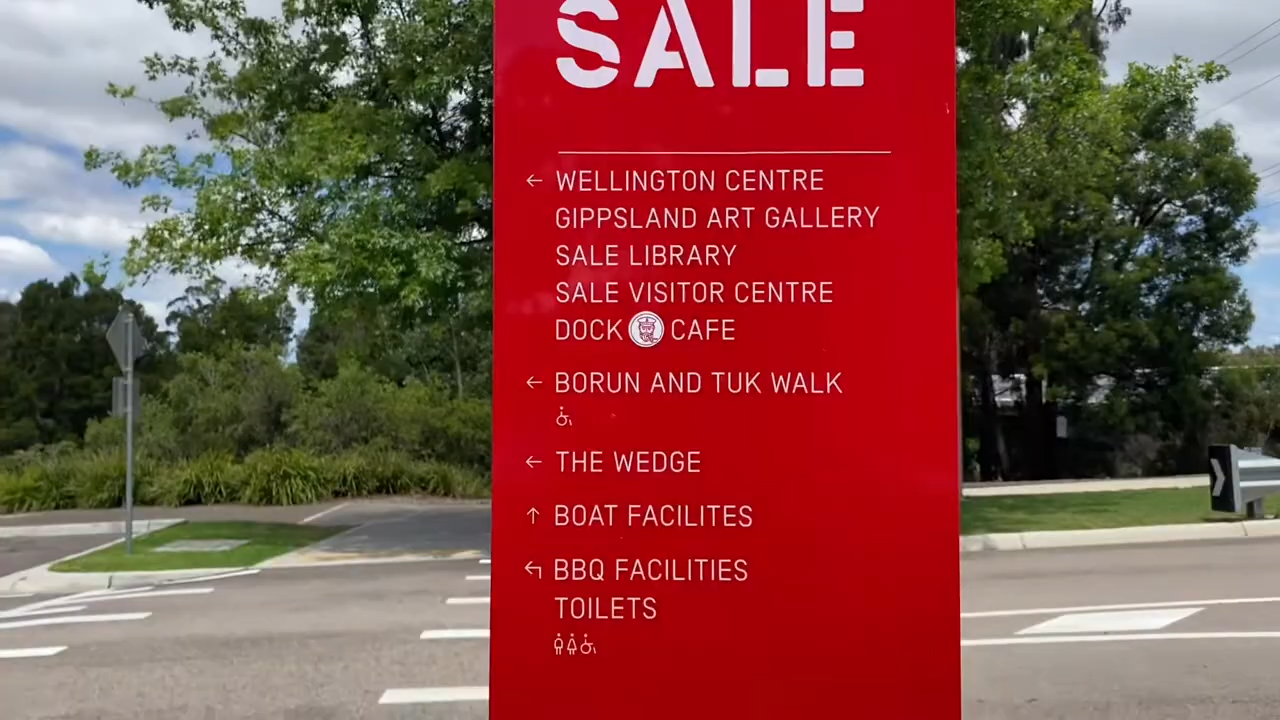 SALE
← WELLINGTON CENTRE
GIPPSLAND ART GALLERY
SALE LIBRARY
SALE VISITOR CENTRE
DOCK CAFE
← BORUN AND TUK WALK
← THE WEDGE
↑ BOAT FACILITES
↰ BBQ FACILITIES
TOILETS